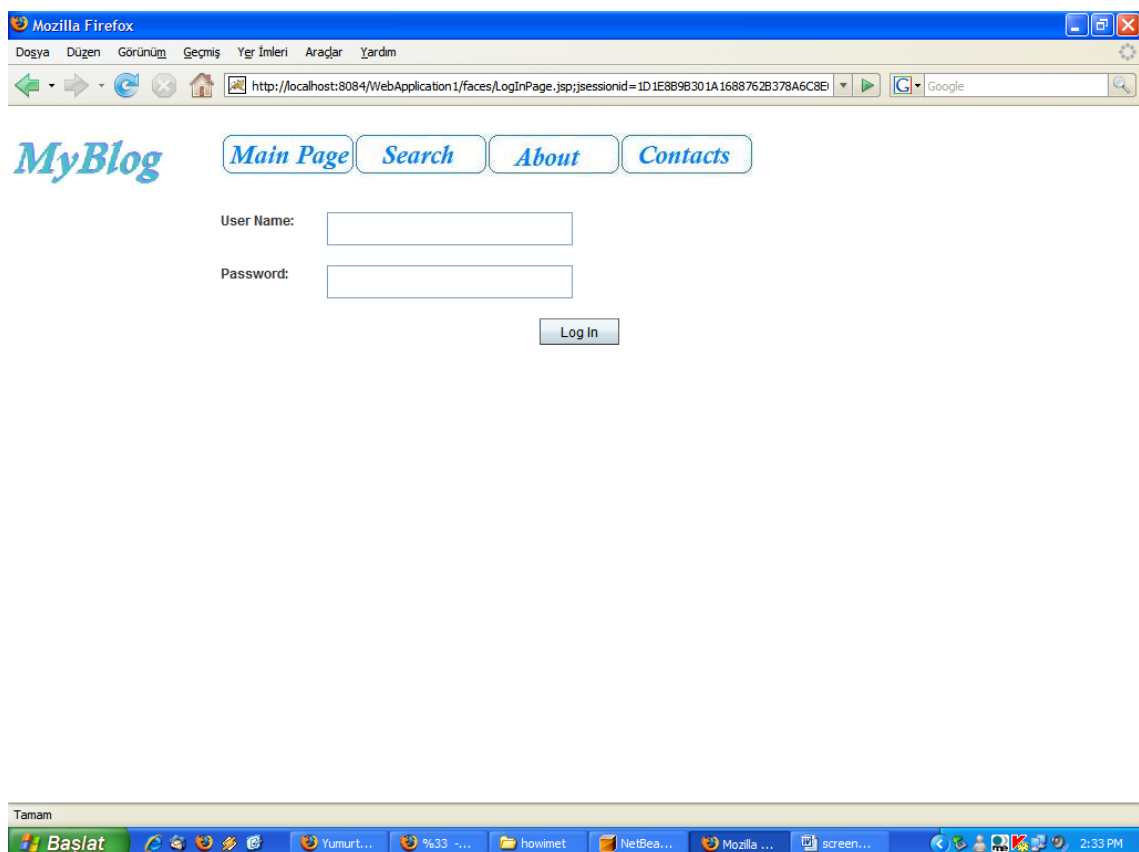 Mozilla Firefox
Dosya Düzen Görünüm Geçmiş Yer İmleri Araçlar Yardım
http://localhost:8084/WebApplication1/faces/LogInPage.jsp;jsessionid=1D1E8B9B301A1688762B378A6C8E G Google
MyBlog Main Page Search About Contacts
User Name:
Password:
Log In
Tamam
Başlat Yumurt... %33 -... howimet NetBea... Mozilla ... screen... 2:33 PM